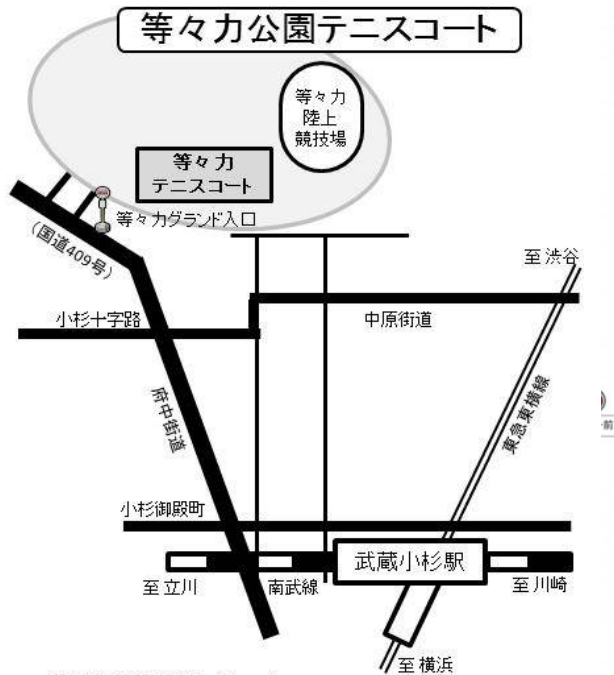 等々力公園テニスコート
等々力
陸上
競技場
等々力
テニスコート
等々力グランド入口
(国道409号)
至 渋谷
小杉十字路
中原街道
府中街道
東急東横線
前
小杉御殿町
武蔵小杉駅
至 立川
南武線
至 川崎
至 横浜